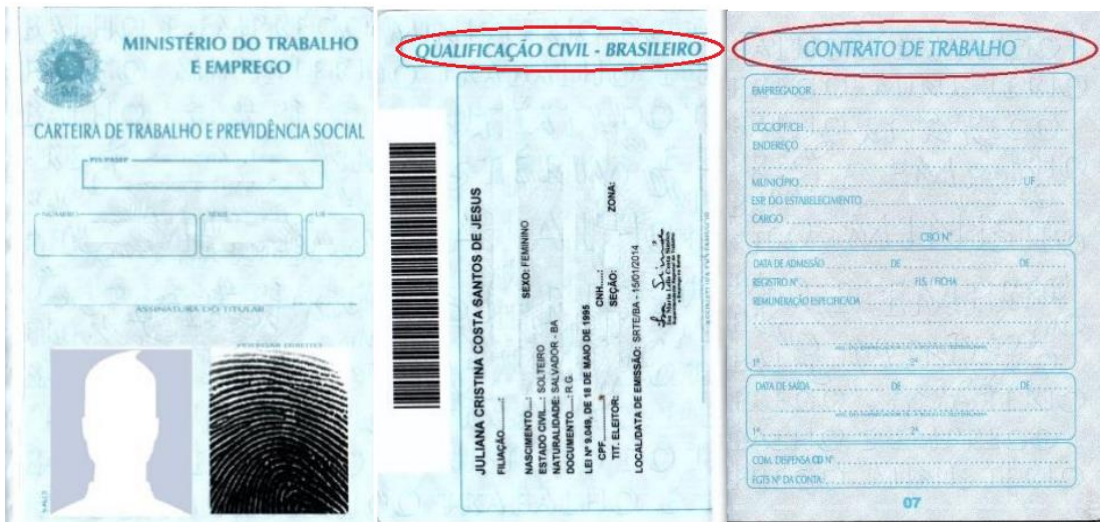 MINISTÉRIO DO TRABALHO
E EMPREGO
CARTEIRA DE TRABALHO E PREVIDÊNCIA SOCIAL
PIS/PASEP
NÚMERO
SÉRIE
UF
ASSINATURA DO TITULAR
POLEGAR DIREITO
QUALIFICAÇÃO CIVIL - BRASILEIRO
JULIANA CRISTINA COSTA SANTOS DE JESUS
FILIAÇÃO......:
NASCIMENTO....: SEXO: FEMININO
ESTADO CIVIL....: SOLTEIRO
NATURALIDADE: SALVADOR - BA
DOCUMENTO.....: R.G.
LEI Nº 9.049, DE 18 DE MAIO DE 1995
CPF.......: CNH.....:
TIT. ELEITOR: SEÇÃO: ZONA:
LOCAL/DATA DE EMISSÃO: SRTE/BA - 15/01/2014
CONTRATO DE TRABALHO
EMPREGADOR
CGC/CPF/CEI
ENDEREÇO
MUNICÍPIO UF
ESP. DO ESTABELECIMENTO
CARGO
CBO Nº
DATA DE ADMISSÃO DE DE
REGISTRO Nº FLS. / FICHA
REMUNERAÇÃO ESPECIFICADA
1ª 2ª
DATA DE SAÍDA DE DE
1ª 2ª
COM. DISPENSA CD Nº
FGTS Nº DA CONTA
07